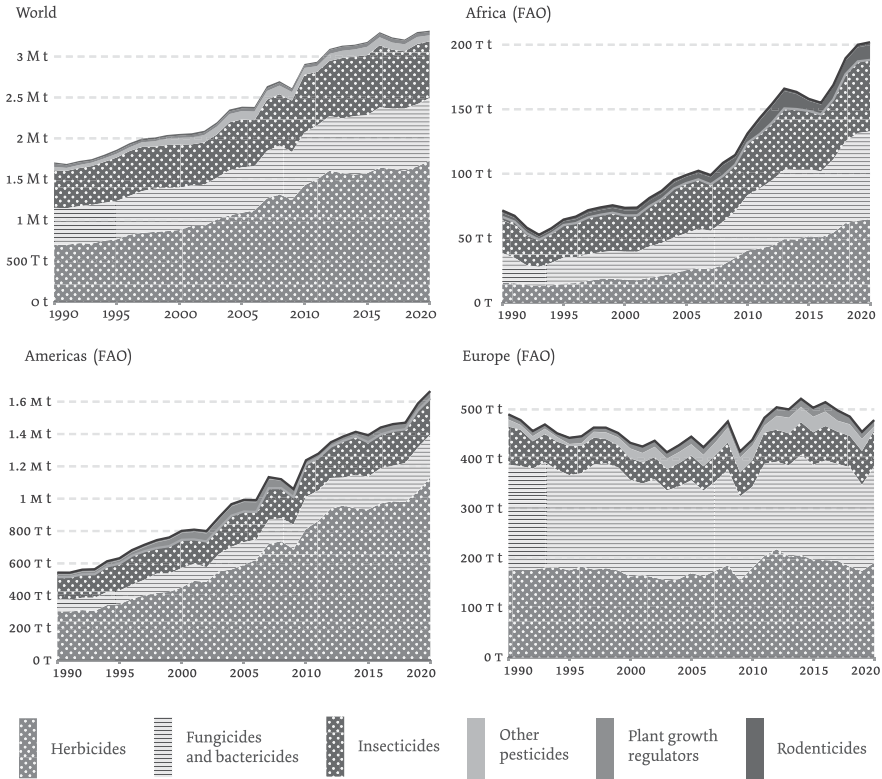 World
3 M t
2.5 M t
2 M t
1.5 M t
1 M t
500 T t
0 t
1990 1995 2000 2005 2010 2015 2020
Africa (FAO)
200 T t
150 T t
100 T t
50 T t
0 T
1990 1995 2000 2005 2010 2015 2020
Americas (FAO)
1.6 M t
1.4 M t
1.2 M t
1 M t
800 T t
600 T t
400 T t
200 T t
0 T
1990 1995 2000 2005 2010 2015 2020
Europe (FAO)
500 T t
400 T t
300 T t
200 T t
100 T t
0 T
1990 1995 2000 2005 2010 2015 2020
Herbicides
Fungicides
and bactericides
Insecticides
Other
pesticides
Plant growth
regulators
Rodenticides